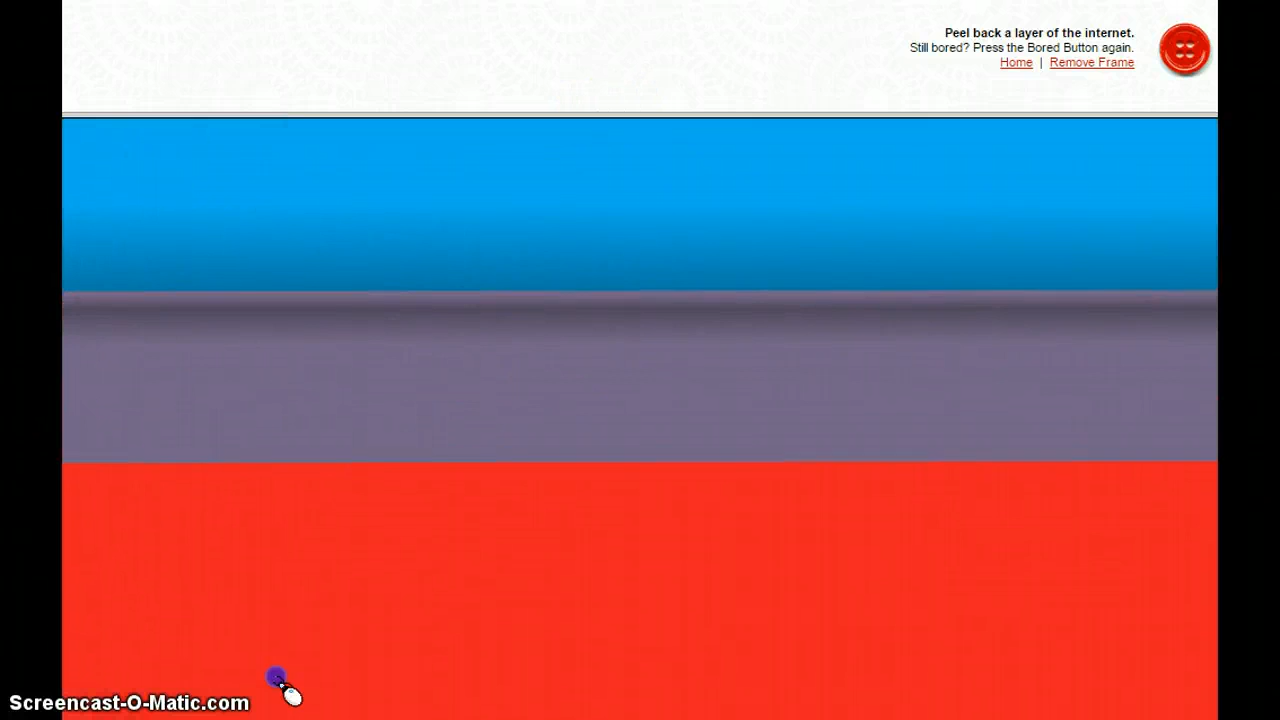 Peel back a layer of the internet.
Still bored? Press the Bored Button again.
Home | Remove Frame
Screencast-O-Matic.com